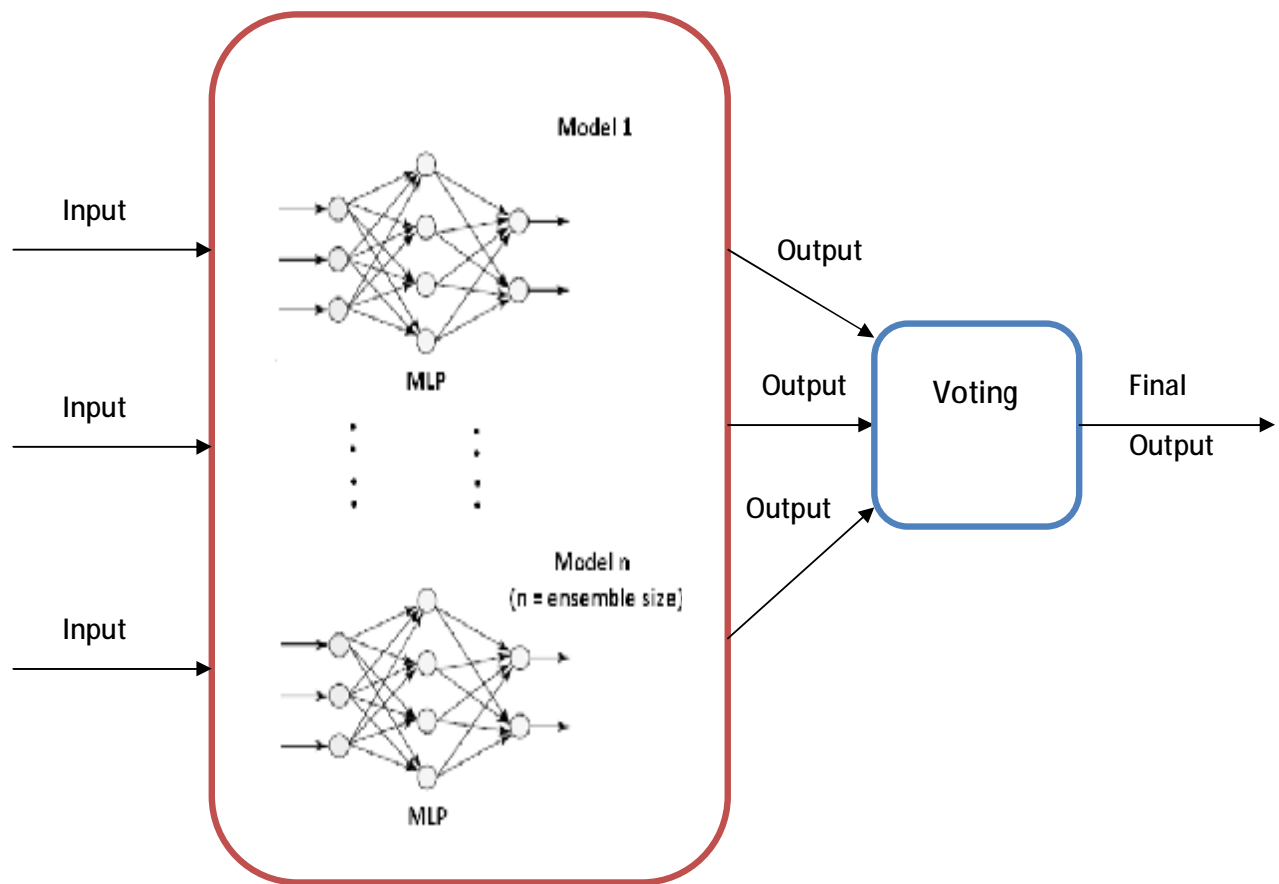 Model 1
Input
Output
MLP
Input
Output
Voting
Final
Output
Output
Model n
(n = ensemble size)
Input
MLP